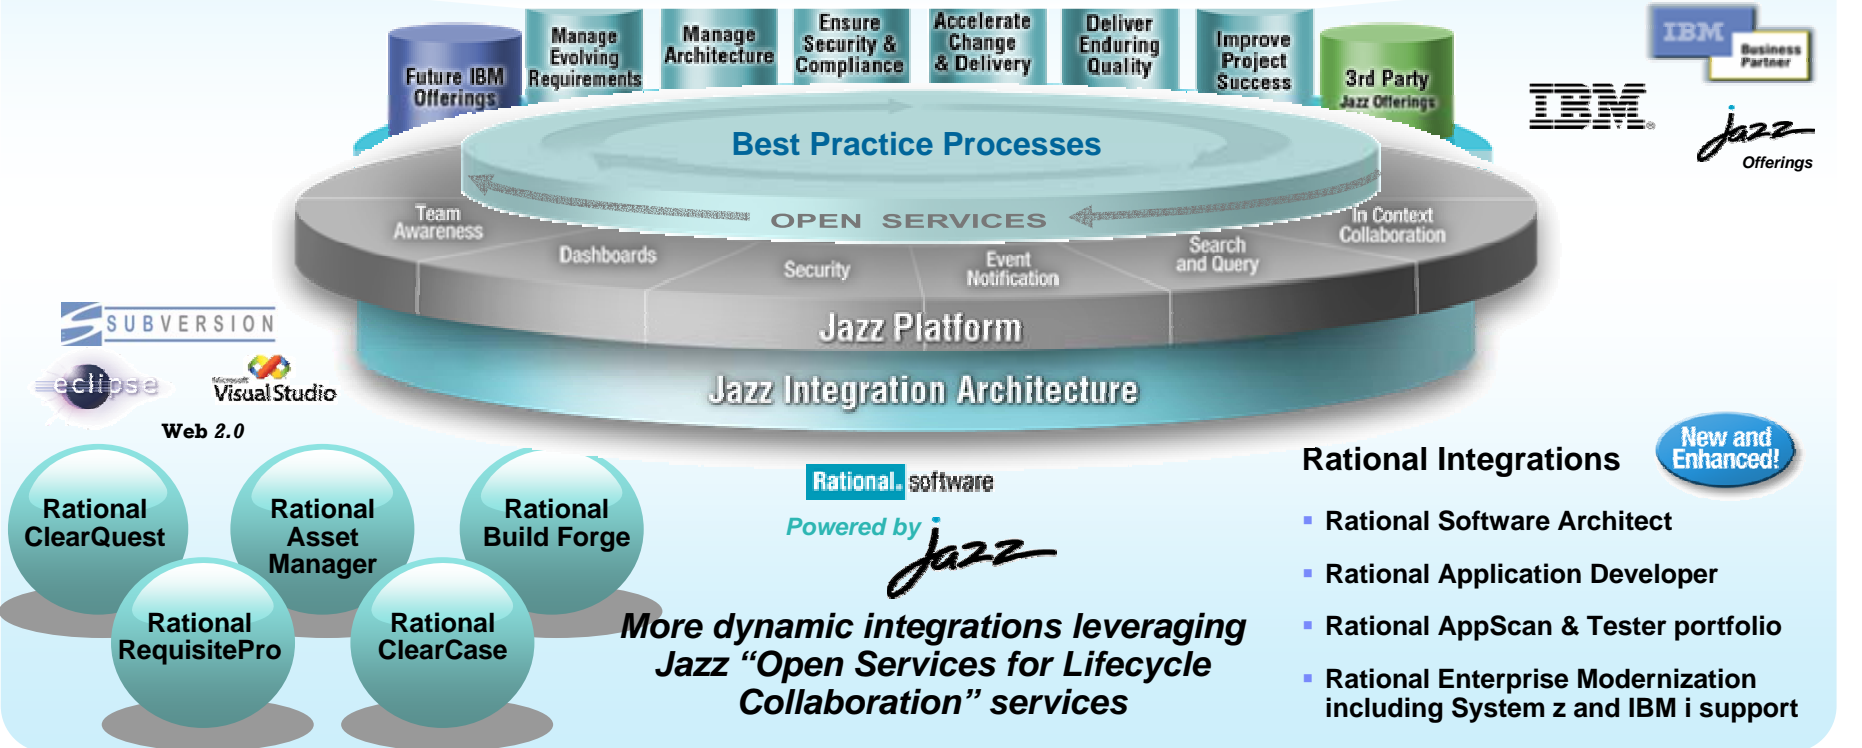 Future IBM
Offerings
Manage
Evolving
Requirements
Manage
Architecture
Ensure
Security &
Compliance
Accelerate
Change
& Delivery
Deliver
Enduring
Quality
Improve
Project
Success
3rd Party
Jazz Offerings
IBM
Business
Partner
IBM®
jazz
Offerings
Best Practice Processes
OPEN SERVICES
Team
Awareness
Dashboards
Security
Event
Notification
Search
and Query
In Context
Collaboration
Jazz Platform
Jazz Integration Architecture
SUBVERSION
eclipse
Microsoft
Visual Studio
Web 2.0
Rational
ClearQuest
Rational
Asset
Manager
Rational
Build Forge
Rational
RequisitePro
Rational
ClearCase
Rational. software
Powered by
jazz
More dynamic integrations leveraging
Jazz “Open Services for Lifecycle
Collaboration” services
Rational Integrations
New and
Enhanced!
▪ Rational Software Architect
▪ Rational Application Developer
▪ Rational AppScan & Tester portfolio
▪ Rational Enterprise Modernization
including System z and IBM i support